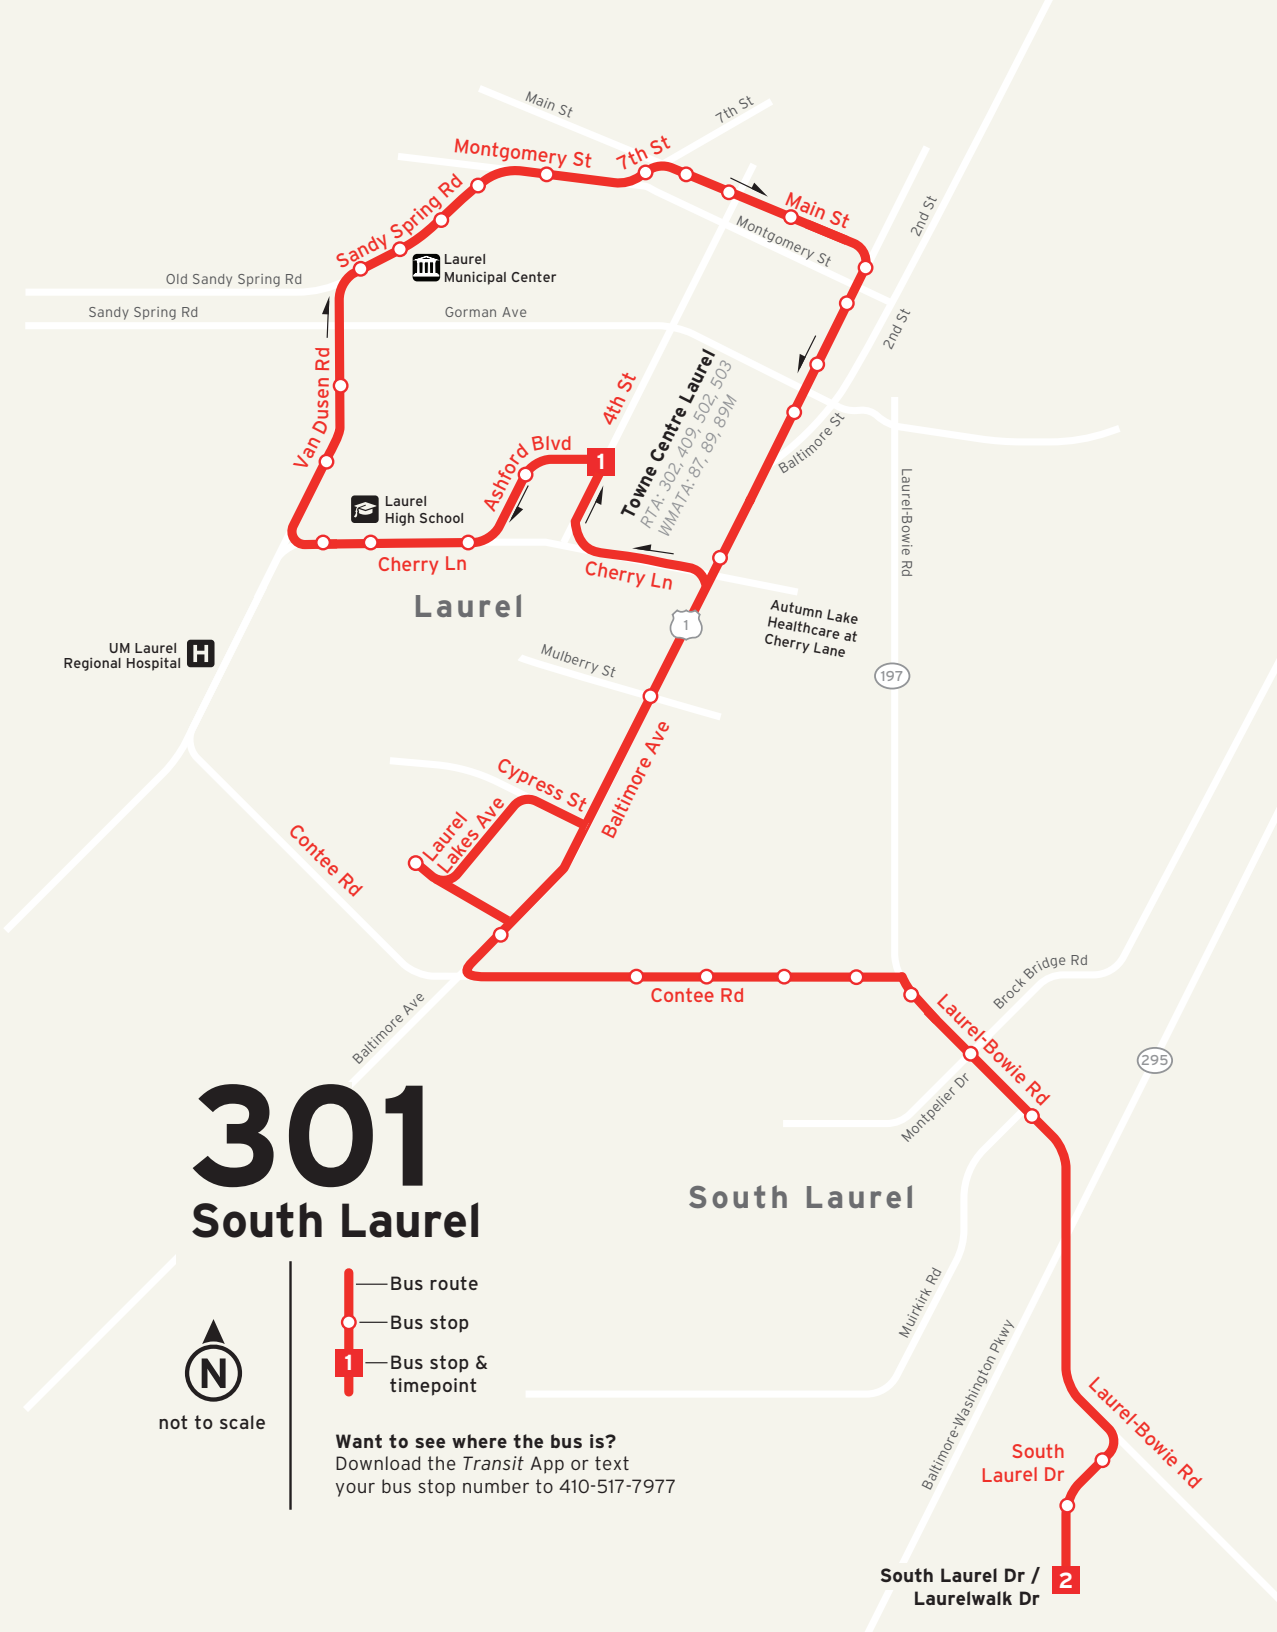 Main St
7th St
Montgomery St
7th St
Main St
Montgomery St
2nd St
2nd St
Sandy Spring Rd
Laurel
Municipal Center
Old Sandy Spring Rd
Sandy Spring Rd
Gorman Ave
Van Dusen Rd
4th St
Towne Centre Laurel
RTA: 302, 409, 502, 503
WMATA: 87, 89, 89M
Baltimore St
Ashford Blvd
1
Laurel
High School
Cherry Ln
Cherry Ln
Laurel-Bowie Rd
Laurel
1
Autumn Lake
Healthcare at
Cherry Lane
UM Laurel
Regional Hospital
H
Mulberry St
197
Baltimore Ave
Cypress St
Laurel
Lakes Ave
Contee Rd
Contee Rd
Brock Bridge Rd
Laurel-Bowie Rd
Baltimore Ave
295
Montpelier Dr
301
South Laurel
South Laurel
Bus route
Bus stop
1
Bus stop &
timepoint
N
not to scale
Muirkirk Rd
Baltimore-Washington Pkwy
Laurel-Bowie Rd
South
Laurel Dr
Want to see where the bus is?
Download the Transit App or text
your bus stop number to 410-517-7977
South Laurel Dr /
Laurelwalk Dr
2